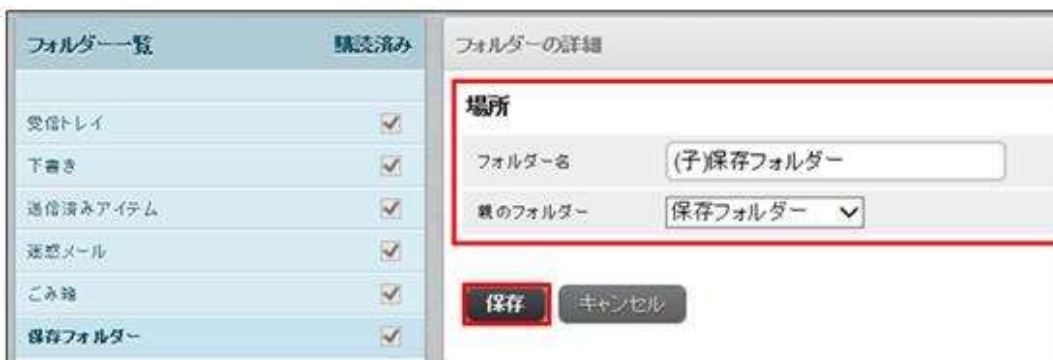 フォルダー一覧 購読済み
受信トレイ
下書き
送信済みアイテム
迷惑メール
ごみ箱
保存フォルダー
フォルダーの詳細
場所
フォルダー名 (子)保存フォルダー
親のフォルダー 保存フォルダー
保存 キャンセル